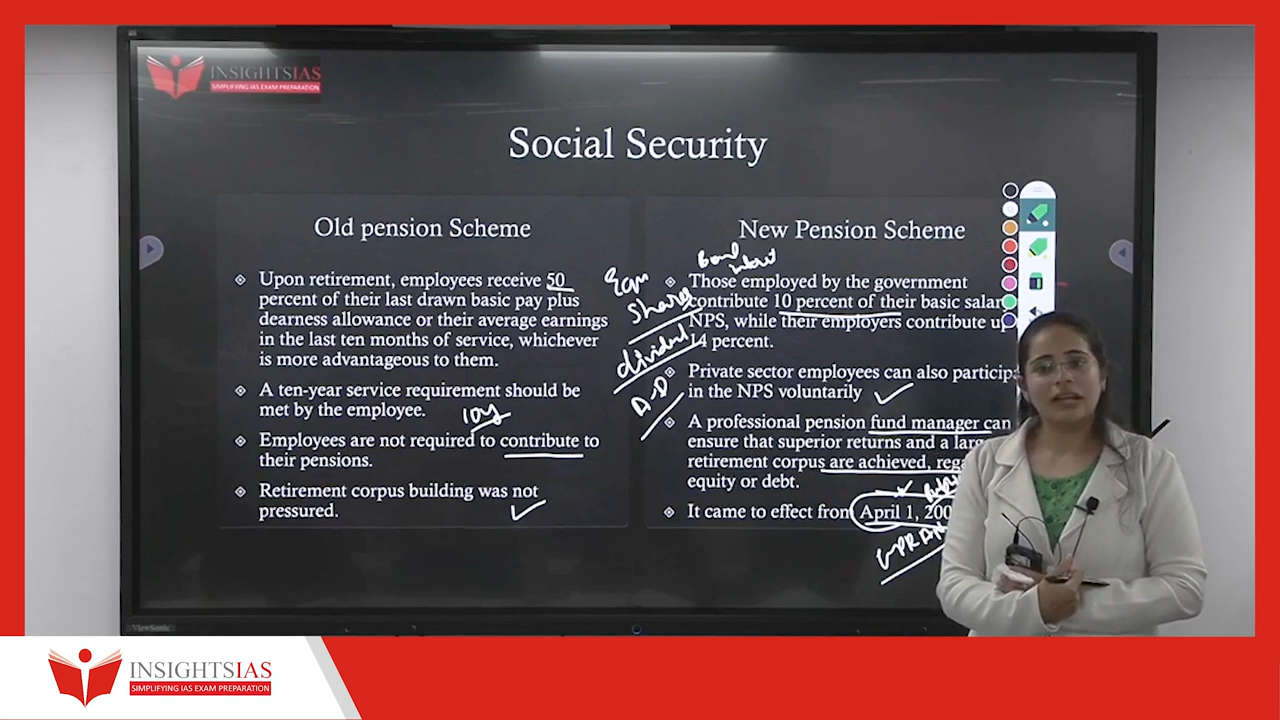 INSIGHTSIAS
SIMPLIFYING IAS EXAM PREPARATION
Social Security
Old pension Scheme
Upon retirement, employees receive 50
percent of their last drawn basic pay plus
dearness allowance or their average earnings
in the last ten months of service, whichever
is more advantageous to them.
A ten-year service requirement should be
met by the employee.
10y
Employees are not required to contribute to
their pensions.
Retirement corpus building was not
pressured.
New Pension Scheme
Bond
Those employed by the government
contribute 10 percent of their basic salar
NPS, while their employers contribute u
14 percent.
Private sector employees can also particip
in the NPS voluntarily
A professional pension fund manager can
ensure that superior returns and a larg
retirement corpus are achieved, reg
equity or debt.
It came to effect from April 1, 200
Share
dividend
ViewSonic
INSIGHTSIAS
SIMPLIFYING IAS EXAM PREPARATION